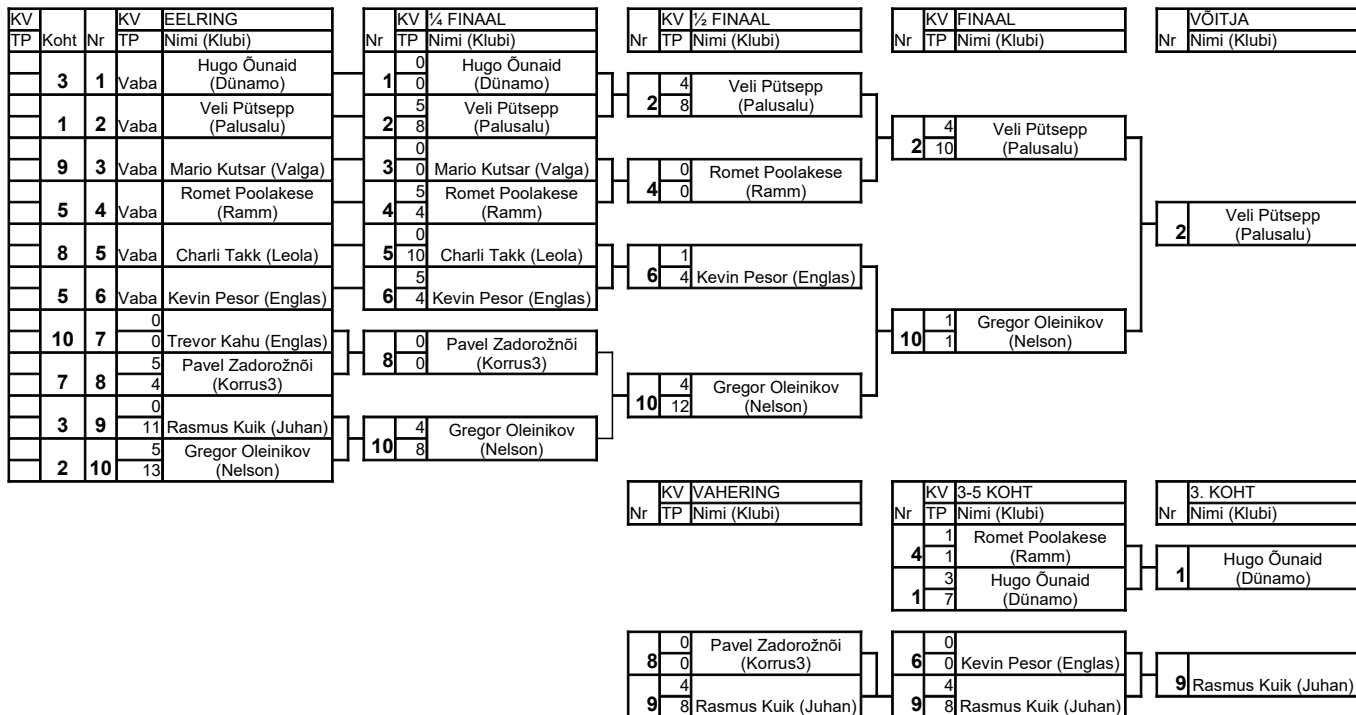 KV KV EELRING KV ¼ FINAAL KV ½ FINAAL KV FINAAL VÕITJA
TP Koht Nr TP Nimi (Klubi) Nr TP Nimi (Klubi) Nr TP Nimi (Klubi) Nr TP Nimi (Klubi) Nr Nimi (Klubi)
3 1 Vaba Hugo Õunaid (Dünamo)
1 2 Vaba Veli Pütsepp (Palusalu)
9 3 Vaba Mario Kutsar (Valga)
5 4 Vaba Romet Poolakese (Ramm)
8 5 Vaba Charli Takk (Leola)
5 6 Vaba Kevin Pesor (Englas)
10 7 0 0 Trevor Kahu (Englas)
7 8 5 4 Pavel Zadorožnõi (Korrus3)
3 9 0 11 Rasmus Kuik (Juhan)
2 10 5 13 Gregor Oleinikov (Nelson)
1 0 0 Hugo Õunaid (Dünamo)
2 5 8 Veli Pütsepp (Palusalu)
3 0 0 Mario Kutsar (Valga)
4 5 4 Romet Poolakese (Ramm)
5 0 10 Charli Takk (Leola)
6 5 4 Kevin Pesor (Englas)
8 0 0 Pavel Zadorožnõi (Korrus3)
10 4 8 Gregor Oleinikov (Nelson)
2 4 8 Veli Pütsepp (Palusalu)
4 0 0 Romet Poolakese (Ramm)
6 1 4 Kevin Pesor (Englas)
10 4 12 Gregor Oleinikov (Nelson)
2 4 10 Veli Pütsepp (Palusalu)
10 1 1 Gregor Oleinikov (Nelson)
2 Veli Pütsepp (Palusalu)
KV VAHERING KV 3-5 KOHT 3. KOHT
Nr TP Nimi (Klubi) Nr TP Nimi (Klubi) Nr Nimi (Klubi)
4 1 1 Romet Poolakese (Ramm)
1 3 7 Hugo Õunaid (Dünamo)
1 Hugo Õunaid (Dünamo)
8 0 0 Pavel Zadorožnõi (Korrus3)
9 4 8 Rasmus Kuik (Juhan)
6 0 0 Kevin Pesor (Englas)
9 4 8 Rasmus Kuik (Juhan)
9 Rasmus Kuik (Juhan)